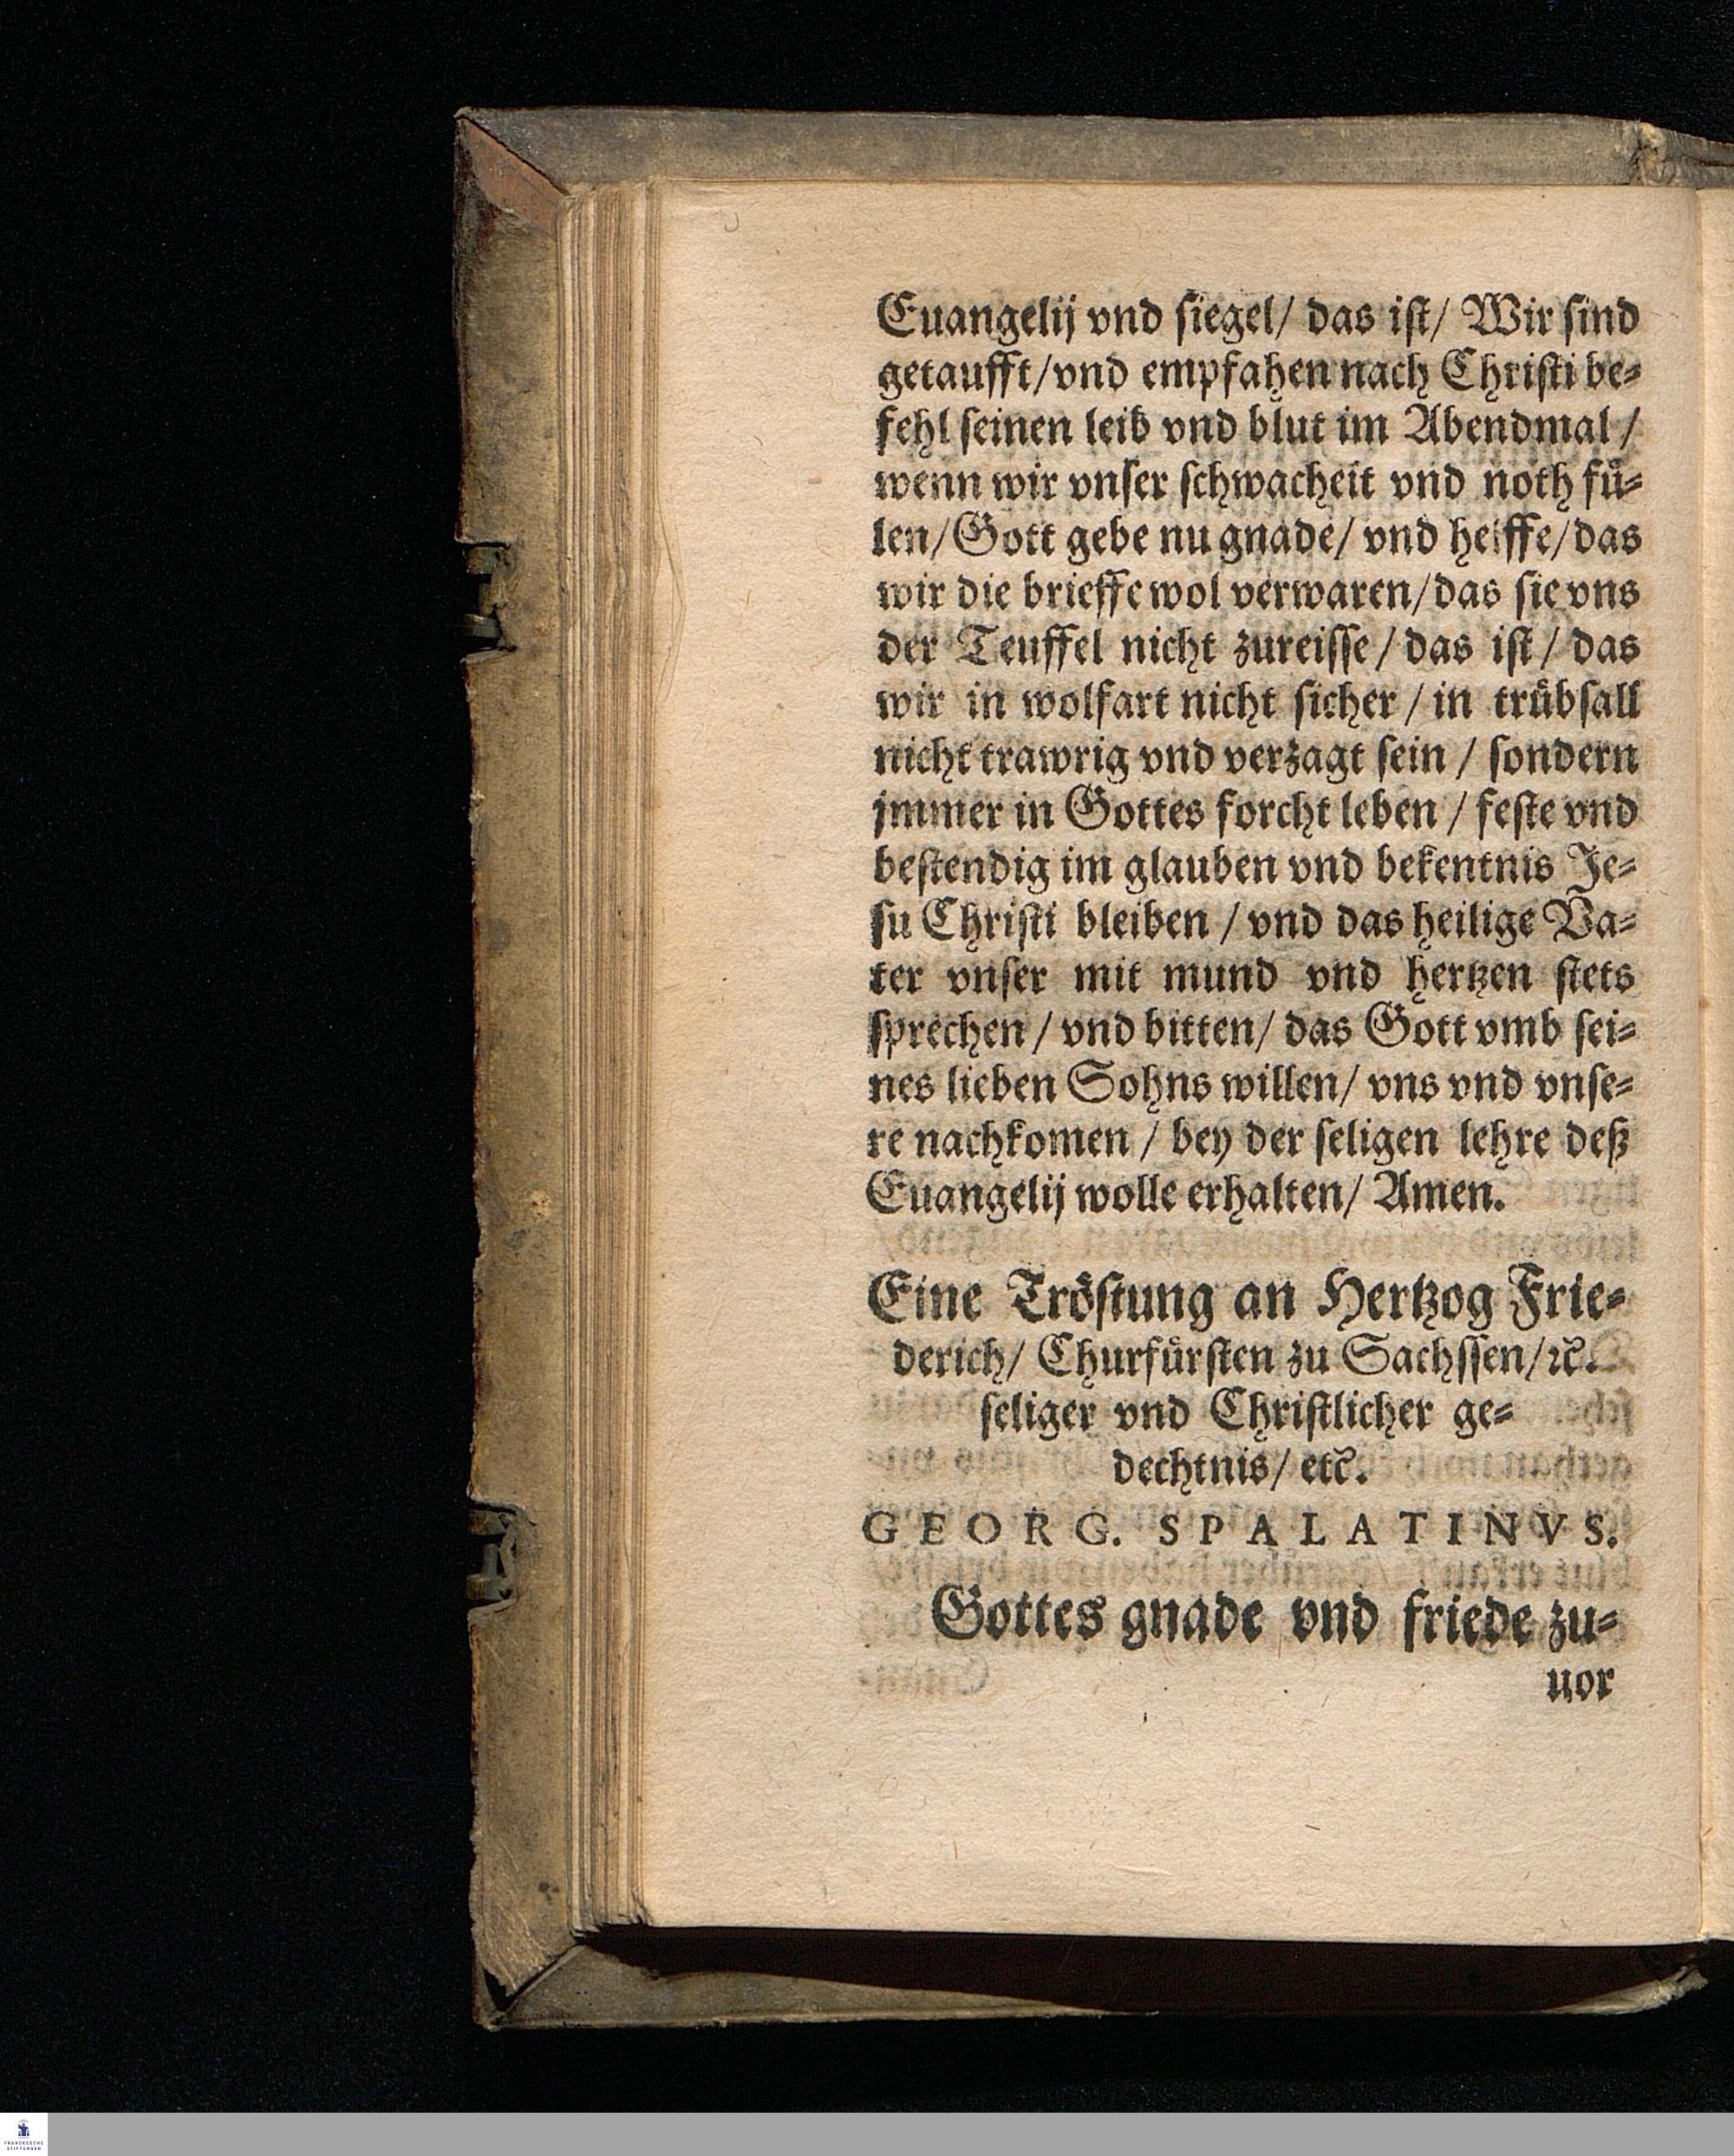 Euangelij vnd siegel/ das ist/ Wir sind
getaufft/vnd empfahen nach Christi be-
fehl seinen leib vnd blut im Abendmal /
wenn wir vnser schwacheit vnd noth fů-
len/Gott gebe nu gnade/ vnd helffe/das
wir die brieffe wol verwaren/das sie vns
der Teuffel nicht zureisse / das ist / das
wir in wolfart nicht sicher / in trůbsall
nicht trawrig vnd verzagt sein / sondern
jmmer in Gottes forcht leben / feste vnd
bestendig im glauben vnd bekentnis Je-
su Christi bleiben / vnd das heilige Va-
ter vnser mit mund vnd hertzen stets
sprechen / vnd bitten/ das Gott vmb sei-
nes lieben Sohns willen/ vns vnd vnse-
re nachkomen / bey der seligen lehre deß
Euangelij wolle erhalten/ Amen.
Eine Tröstung an Hertzog Frie-
derich/ Churfůrsten zu Sachssen/ꝛc.
seliger vnd Christlicher ge-
dechtnis/ etc.
GEORG. SPALATINVS.
Gottes gnade vnd friede zu-
uor
FRANCKESCHE
STIFTUNGEN